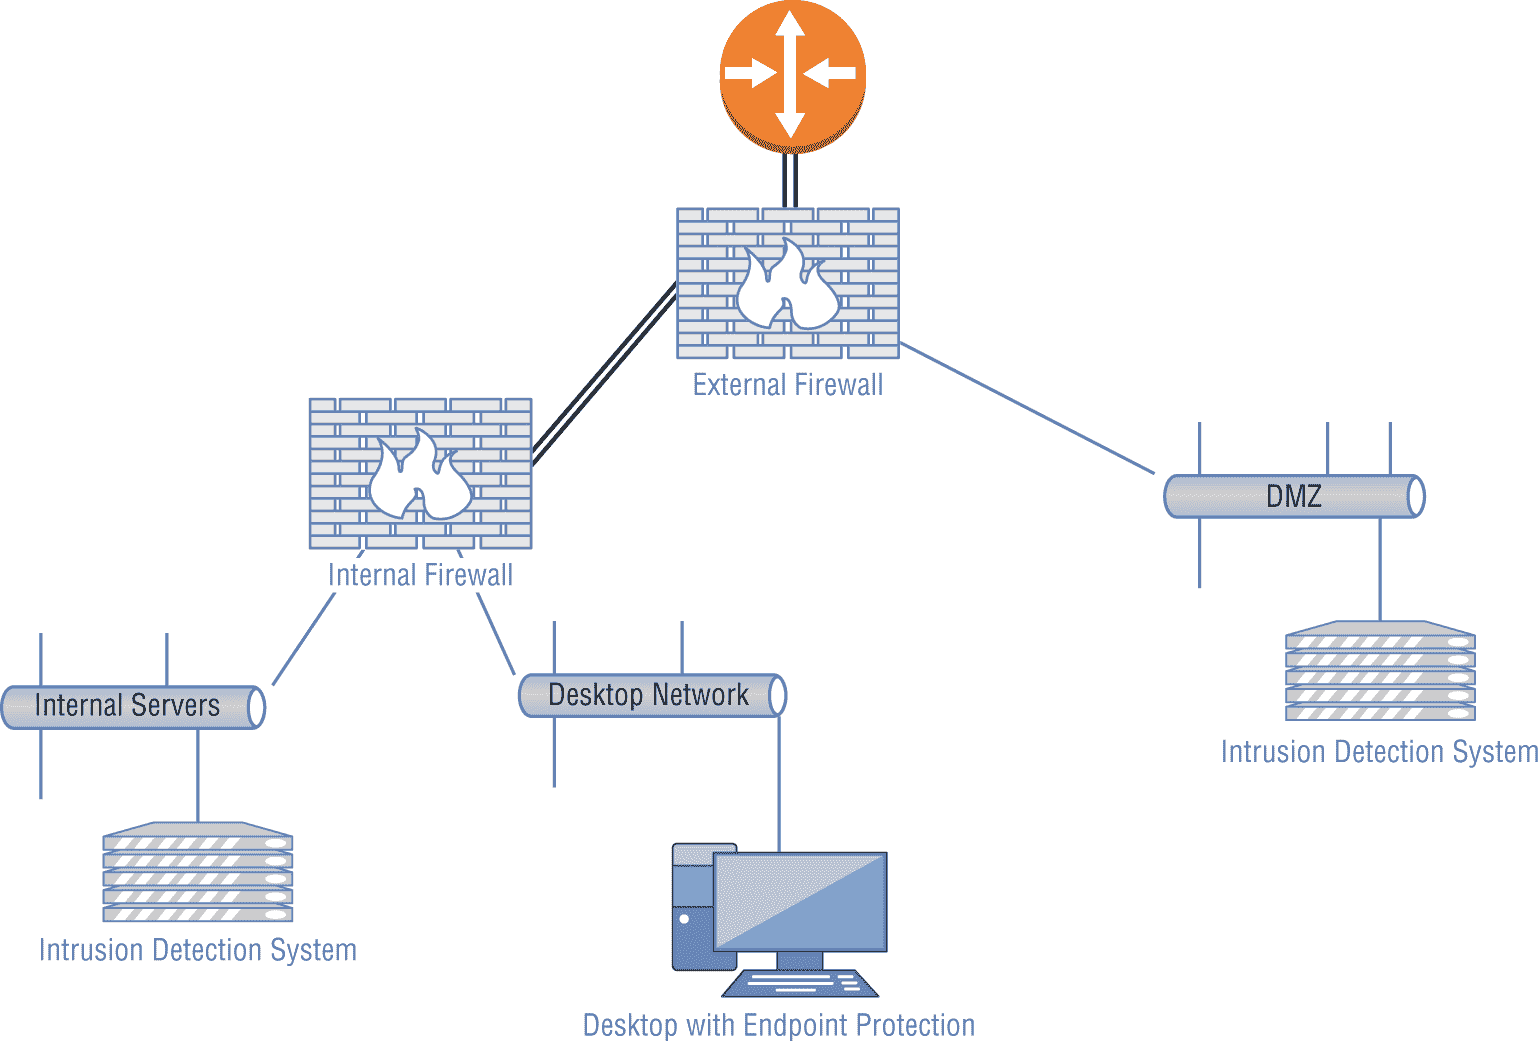 External Firewall
DMZ
Internal Firewall
Internal Servers
Desktop Network
Intrusion Detection System
Intrusion Detection System
Desktop with Endpoint Protection